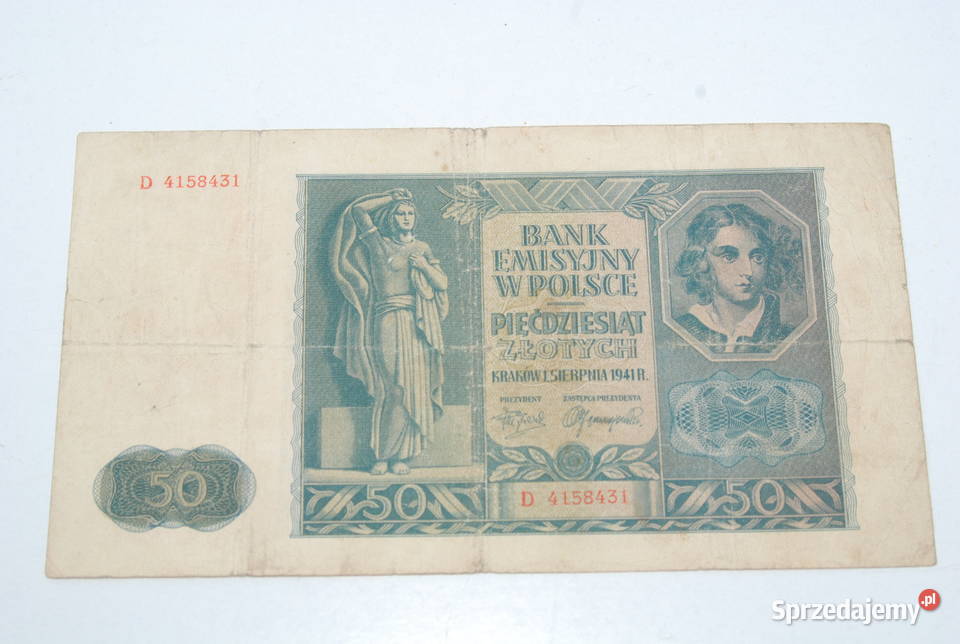 D 4158431
BANK
EMISYJNY
W POLSCE
PIĘĆDZIESIĄT
ZŁOTYCH
KRAKÓW 1 SIERPNIA 1941 R.
PREZYDENT ZASTĘPCA PREZYDENTA
50
50
D 4158431
50
Sprzedajemy.pl